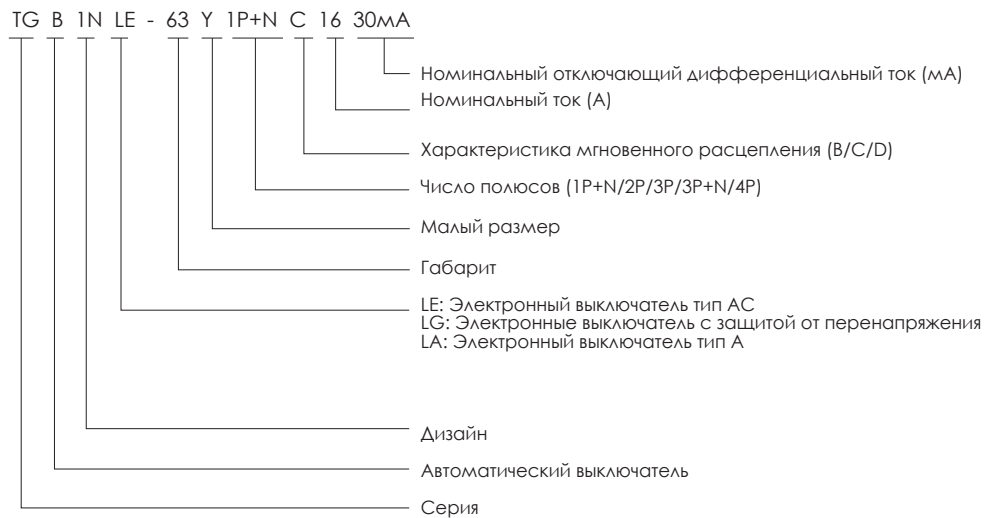 TG B 1N LE - 63 Y 1P+N C 16 30мА
Номинальный отключающий дифференциальный ток (мА)
Номинальный ток (А)
Характеристика мгновенного расцепления (B/C/D)
Число полюсов (1P+N/2P/3P/3P+N/4P)
Малый размер
Габарит
LE: Электронный выключатель тип АС
LG: Электронные выключатель с защитой от перенапряжения
LA: Электронный выключатель тип А
Дизайн
Автоматический выключатель
Серия